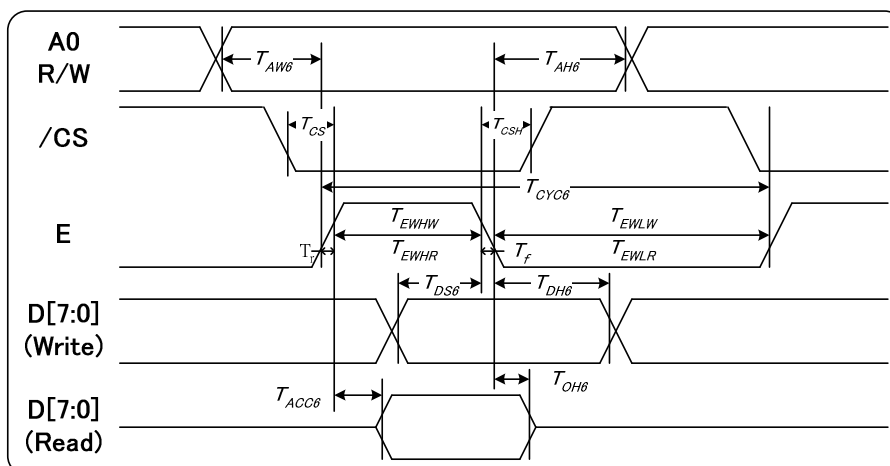 A0
R/W
T_AW6
T_AH6
/CS
T_CS
T_CSH
T_CYC6
E
T_EWHW
T_EWLW
T_r
T_EWHR
T_f
T_EWLR
D[7:0]
(Write)
T_DS6
T_DH6
T_ACC6
T_OH6
D[7:0]
(Read)